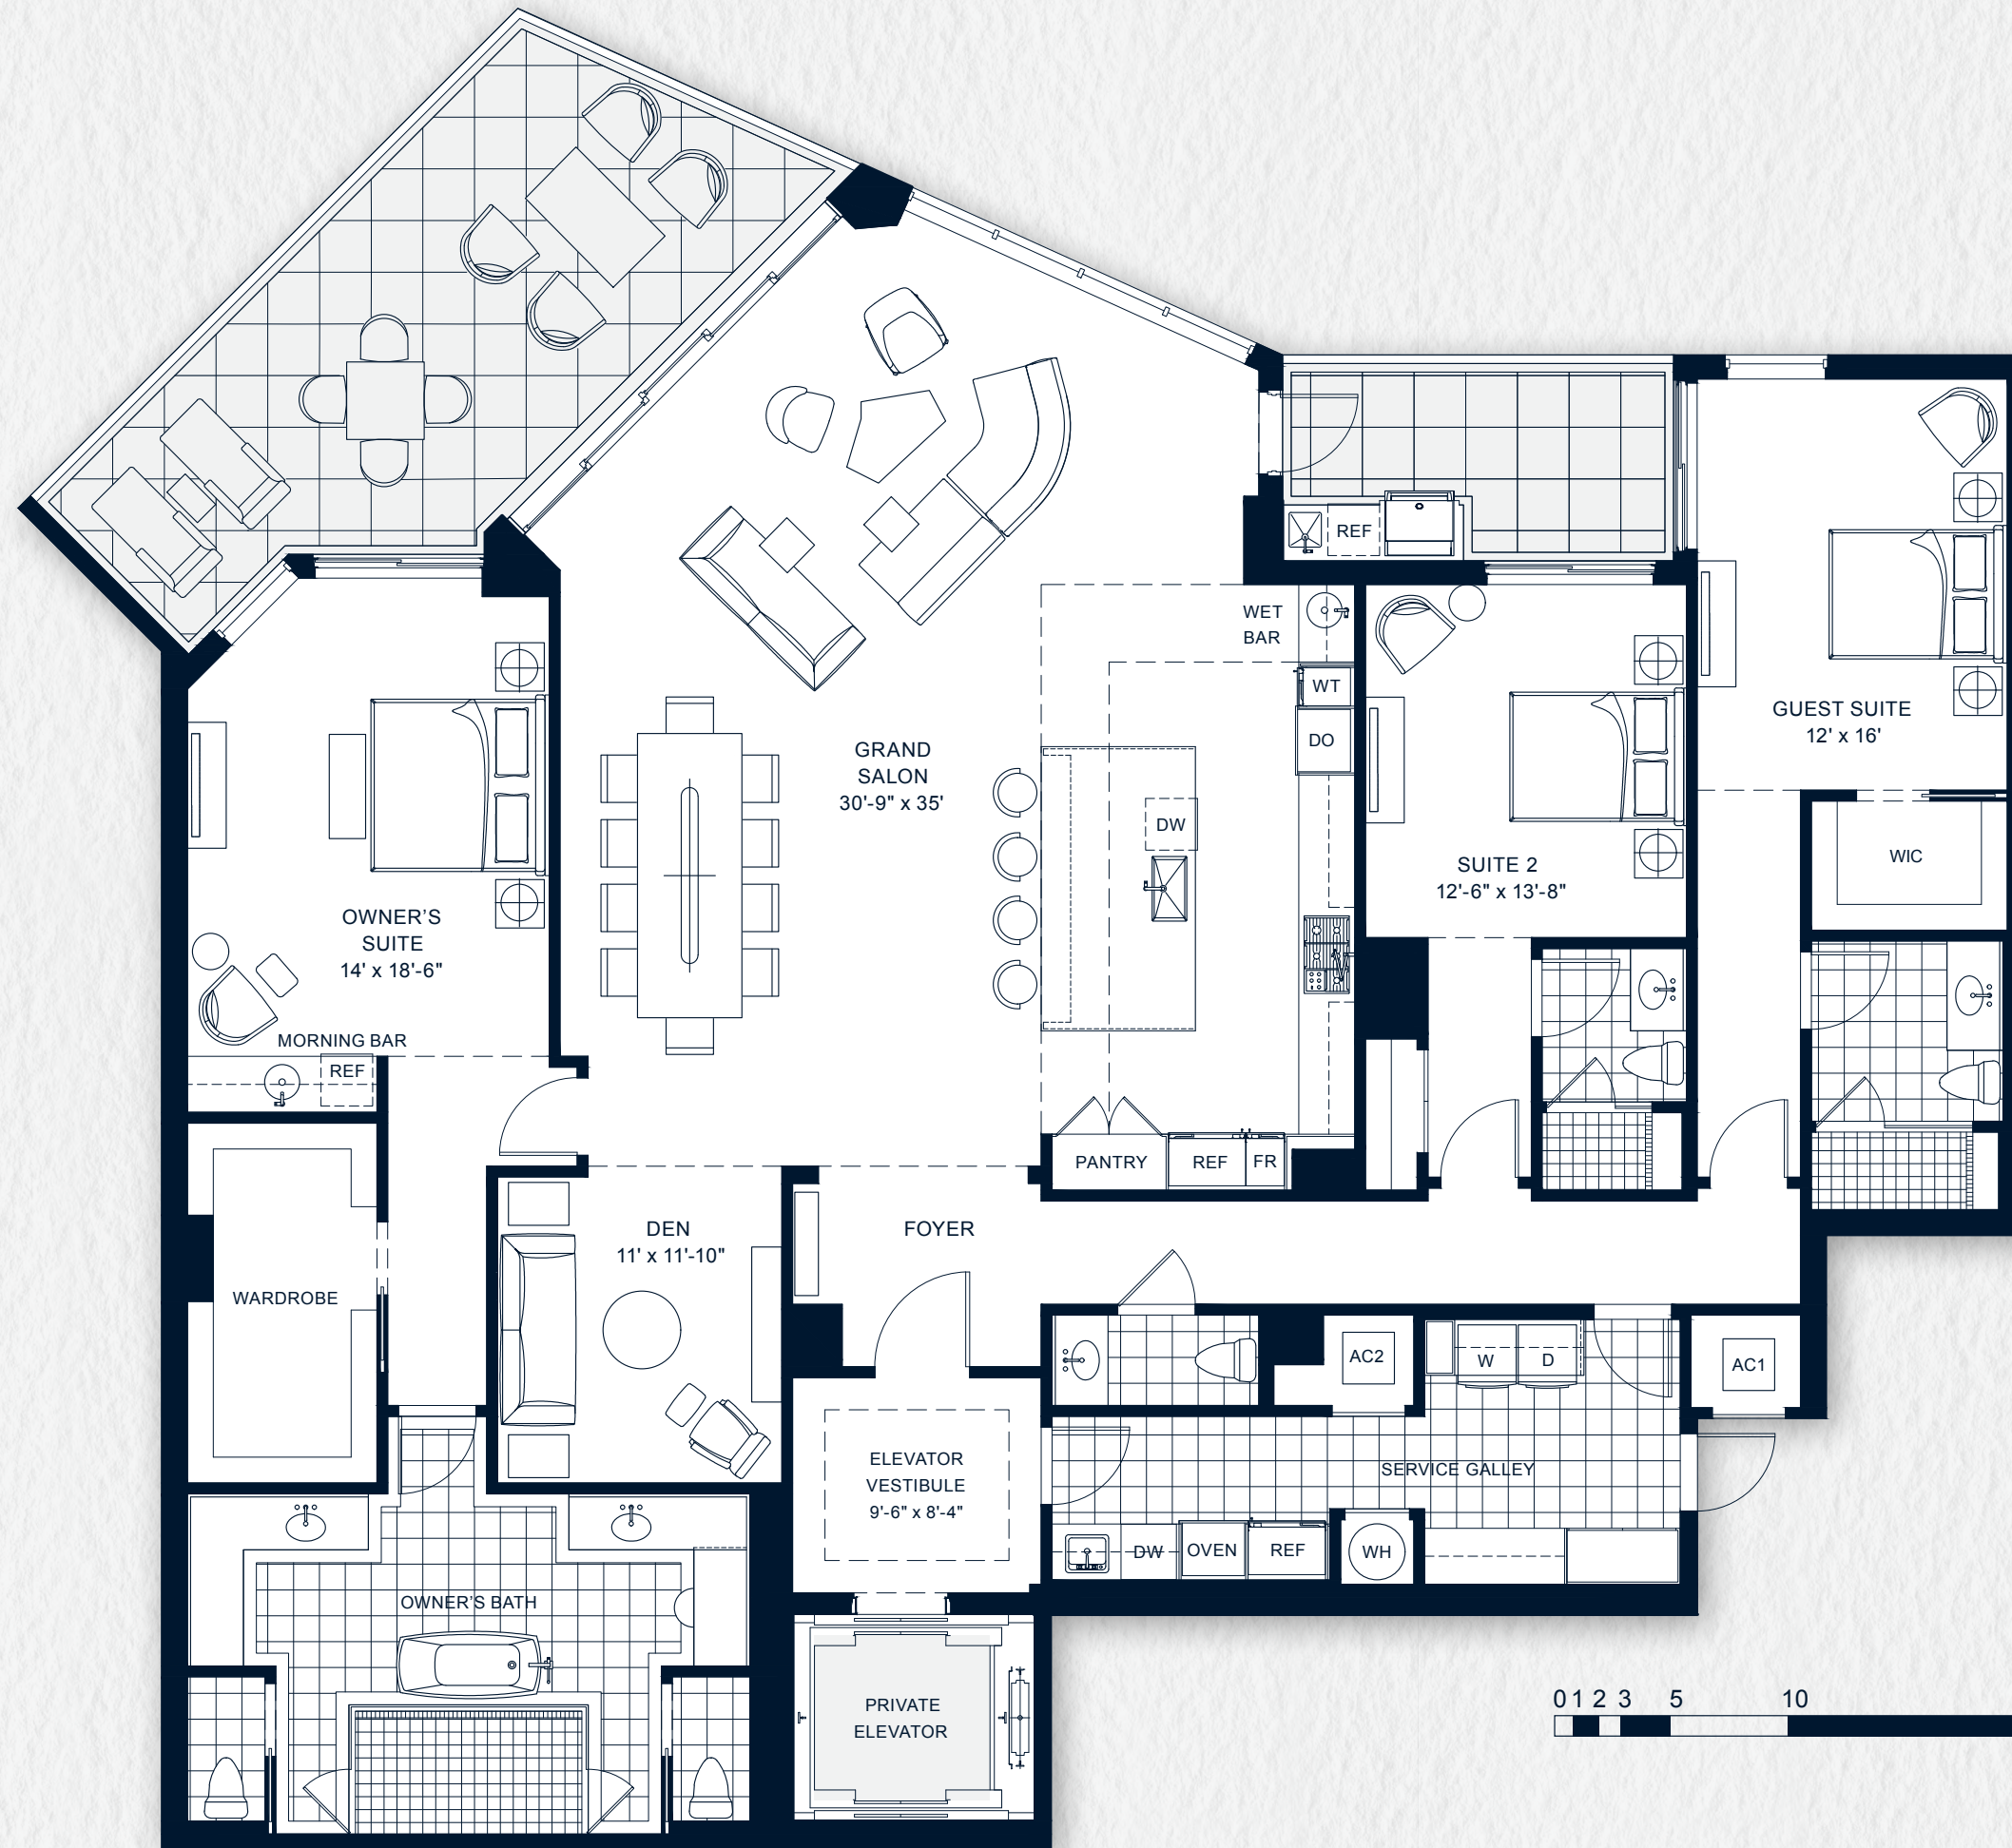 REF
WET
BAR
WT
DO
GRAND
SALON
30'-9" x 35'
GUEST SUITE
12' x 16'
DW
SUITE 2
12'-6" x 13'-8"
WIC
OWNER’S
SUITE
14' x 18'-6"
MORNING BAR
REF
PANTRY
REF
FR
DEN
11' x 11'-10"
FOYER
WARDROBE
AC2
W
D
AC1
ELEVATOR
VESTIBULE
9'-6" x 8'-4"
SERVICE GALLEY
DW
OVEN
REF
WH
OWNER’S BATH
PRIVATE
ELEVATOR
0 1 2 3 5 10